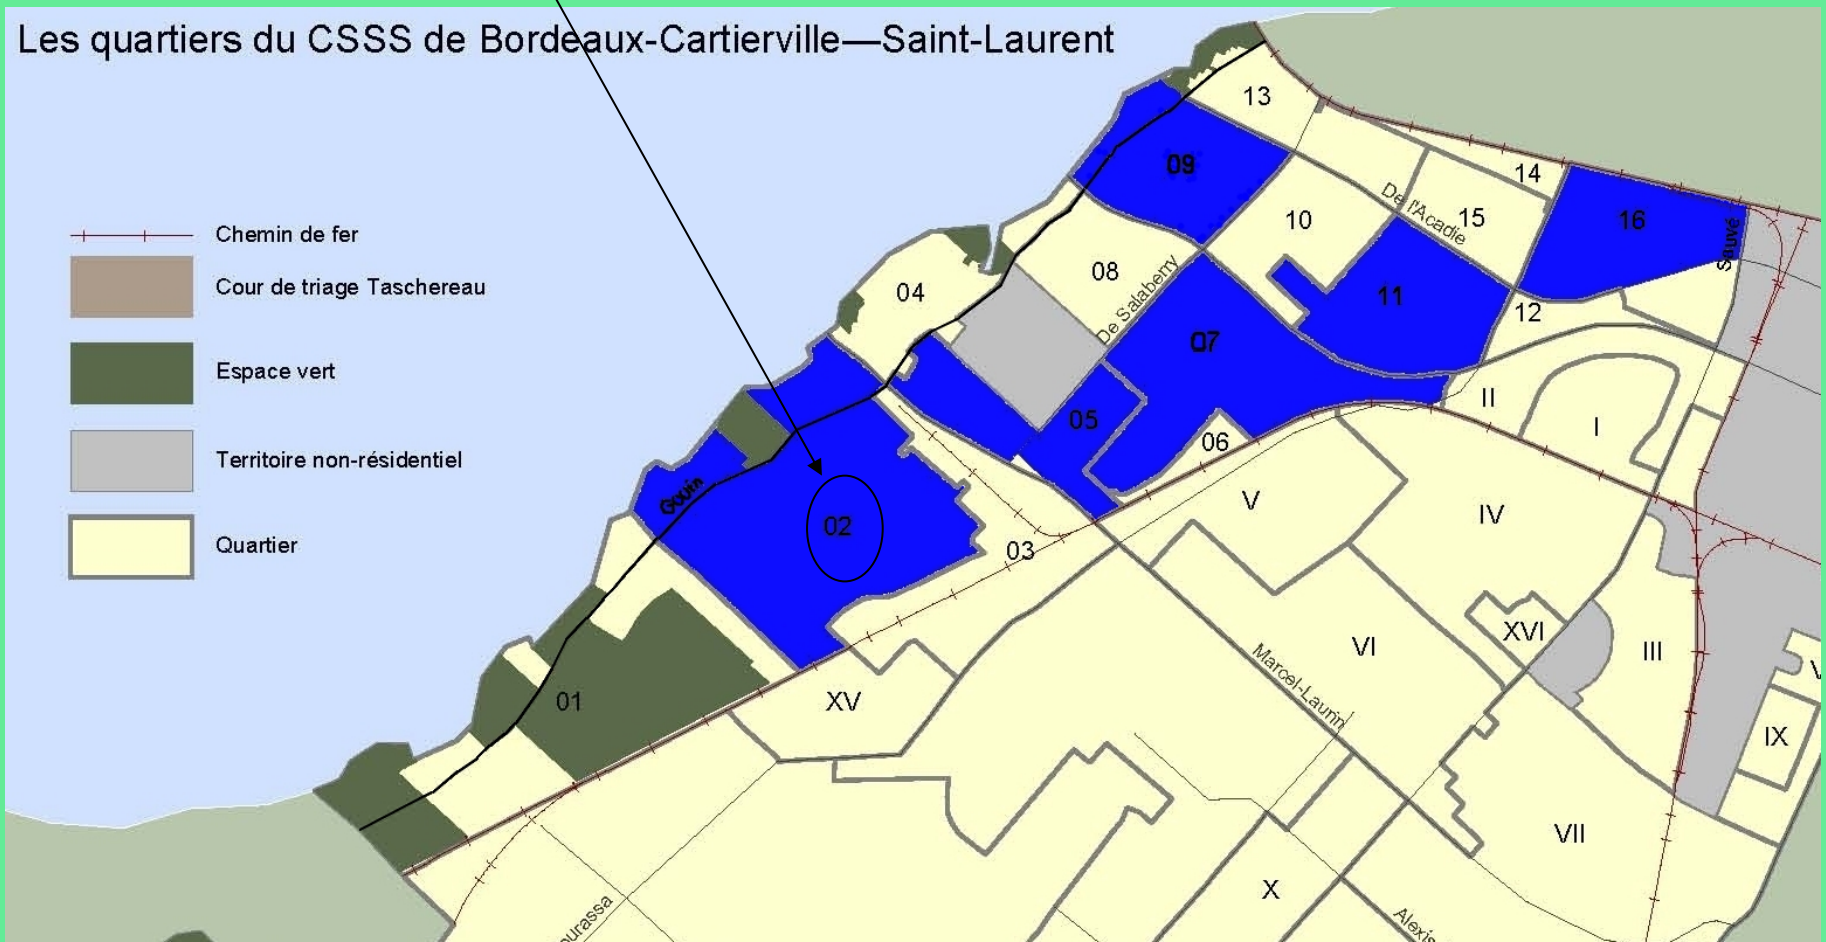 Les quartiers du CSSS de Bordeaux-Cartierville—Saint-Laurent
Chemin de fer
Cour de triage Taschereau
Espace vert
Territoire non-résidentiel
Quartier
13
09
14
De l'Acadie
15
16
Sauvé
10
08
De Salaberry
04
11
12
07
II
05
06
I
Gouin
02
03
V
IV
XVI
VI
III
Marcel-Laurin
01
XV
IX
VII
X